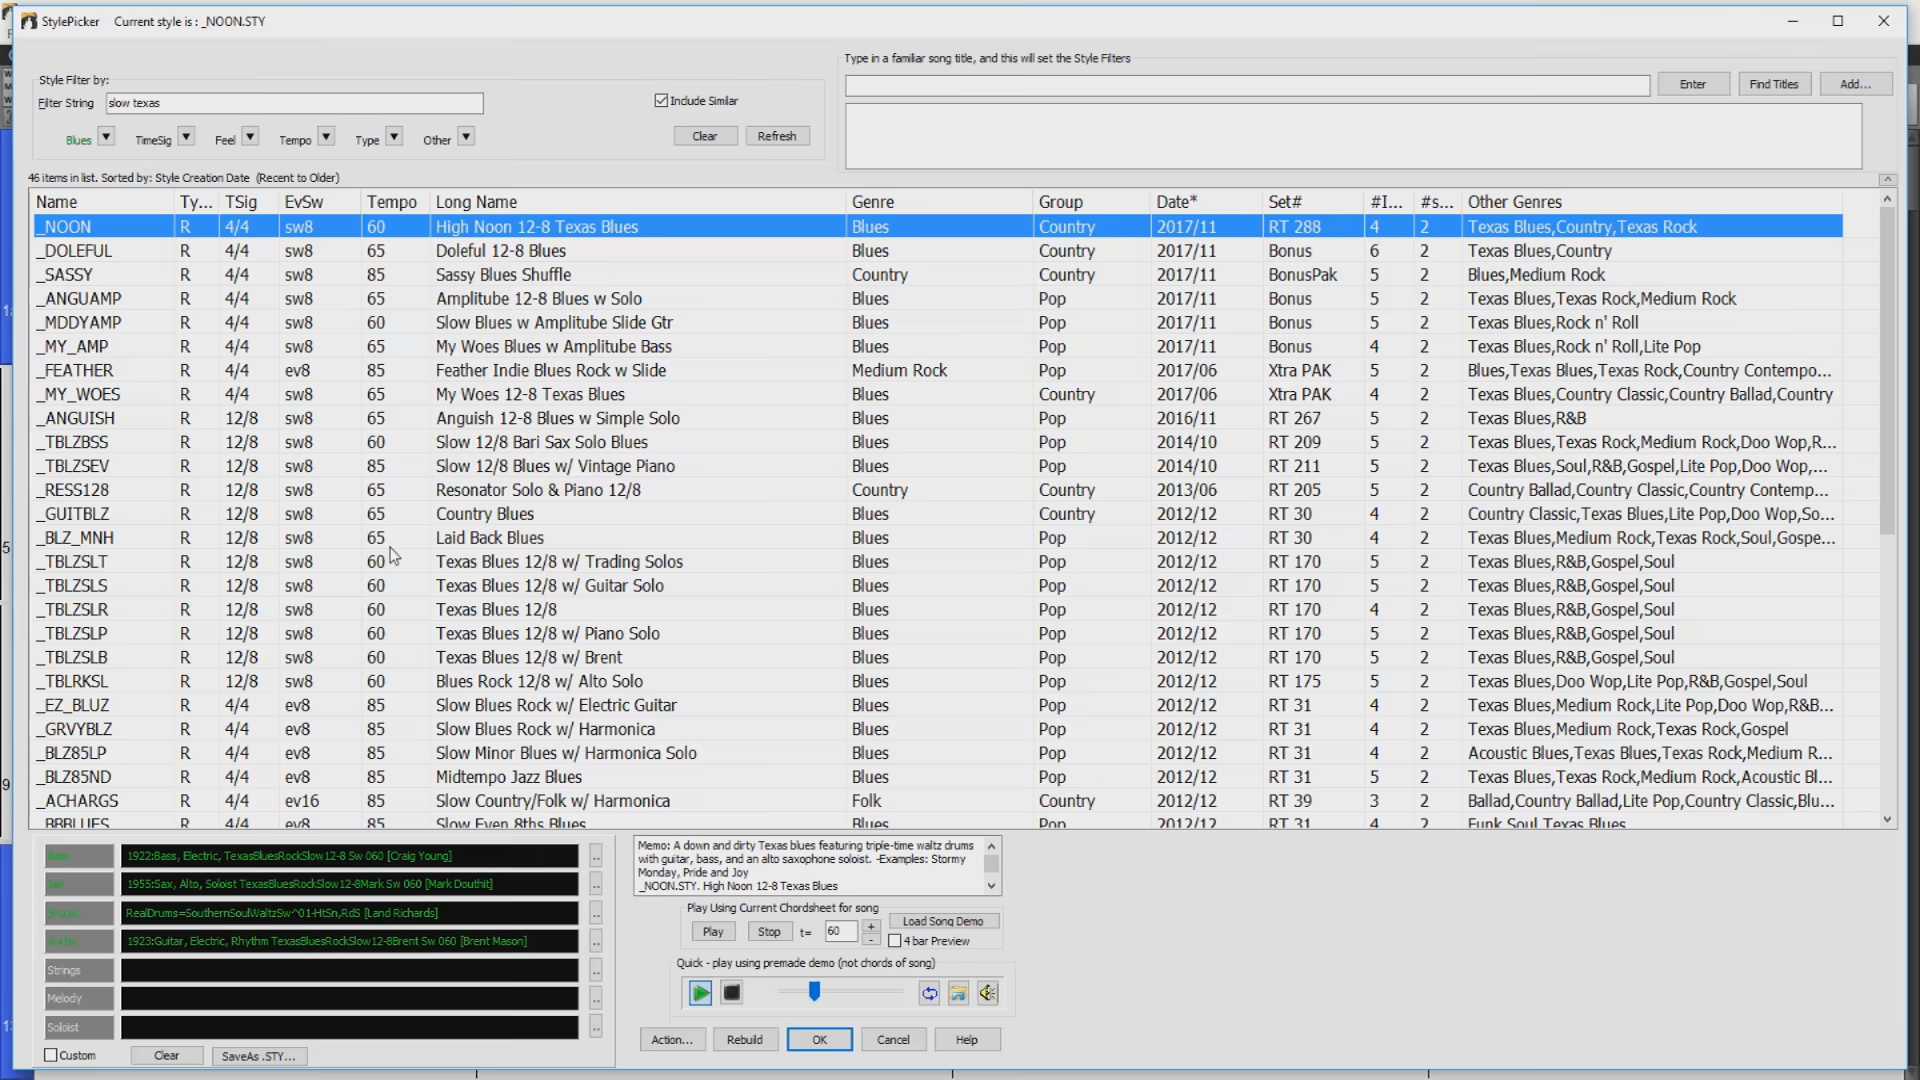 StylePicker Current style is : _NOON.STY
Type in a familiar song title, and this will set the Style Filters
Style Filter by:
Filter String slow texas
Include Similar
Enter Find Titles Add...
Blues TimeSig Feel Tempo Type Other Clear Refresh
46 items in list. Sorted by: Style Creation Date (Recent to Older)
Name Ty... TSig EvSw Tempo Long Name Genre Group Date* Set# #I... #s... Other Genres
_NOON R 4/4 sw8 60 High Noon 12-8 Texas Blues Blues Country 2017/11 RT 288 4 2 Texas Blues,Country,Texas Rock
_DOLEFUL R 4/4 sw8 65 Doleful 12-8 Blues Blues Country 2017/11 Bonus 6 2 Texas Blues,Country
_SASSY R 4/4 sw8 85 Sassy Blues Shuffle Country Country 2017/11 BonusPak 5 2 Blues,Medium Rock
_ANGUAMP R 4/4 sw8 65 Amplitube 12-8 Blues w Solo Blues Pop 2017/11 Bonus 5 2 Texas Blues,Texas Rock,Medium Rock
_MDDYAMP R 4/4 sw8 60 Slow Blues w Amplitube Slide Gtr Blues Pop 2017/11 Bonus 5 2 Texas Blues,Rock n' Roll
_MY_AMP R 4/4 sw8 65 My Woes Blues w Amplitube Bass Blues Pop 2017/11 Bonus 4 2 Texas Blues,Rock n' Roll,Lite Pop
_FEATHER R 4/4 ev8 85 Feather Indie Blues Rock w Slide Medium Rock Pop 2017/06 Xtra PAK 5 2 Blues,Texas Blues,Texas Rock,Country Contempo...
_MY_WOES R 4/4 sw8 65 My Woes 12-8 Texas Blues Blues Country 2017/06 Xtra PAK 4 2 Texas Blues,Country Classic,Country Ballad,Country
_ANGUISH R 12/8 sw8 65 Anguish 12-8 Blues w Simple Solo Blues Pop 2016/11 RT 267 5 2 Texas Blues,R&B
_TBLZBSS R 12/8 sw8 60 Slow 12/8 Bari Sax Solo Blues Blues Pop 2014/10 RT 209 5 2 Texas Blues,Texas Rock,Medium Rock,Doo Wop,R...
_TBLZSEV R 12/8 sw8 85 Slow 12/8 Blues w/ Vintage Piano Blues Pop 2014/10 RT 211 5 2 Texas Blues,Soul,R&B,Gospel,Lite Pop,Doo Wop,...
_RESS128 R 12/8 sw8 65 Resonator Solo & Piano 12/8 Country Country 2013/06 RT 205 5 2 Country Ballad,Country Classic,Country Contemp...
_GUITBLZ R 12/8 sw8 65 Country Blues Blues Country 2012/12 RT 30 4 2 Country Classic,Texas Blues,Lite Pop,Doo Wop,So...
_BLZ_MNH R 12/8 sw8 65 Laid Back Blues Blues Pop 2012/12 RT 30 4 2 Texas Blues,Medium Rock,Texas Rock,Soul,Gospe...
_TBLZSLT R 12/8 sw8 60 Texas Blues 12/8 w/ Trading Solos Blues Pop 2012/12 RT 170 5 2 Texas Blues,R&B,Gospel,Soul
_TBLZSLS R 12/8 sw8 60 Texas Blues 12/8 w/ Guitar Solo Blues Pop 2012/12 RT 170 5 2 Texas Blues,R&B,Gospel,Soul
_TBLZSLR R 12/8 sw8 60 Texas Blues 12/8 Blues Pop 2012/12 RT 170 4 2 Texas Blues,R&B,Gospel,Soul
_TBLZSLP R 12/8 sw8 60 Texas Blues 12/8 w/ Piano Solo Blues Pop 2012/12 RT 170 5 2 Texas Blues,R&B,Gospel,Soul
_TBLZSLB R 12/8 sw8 60 Texas Blues 12/8 w/ Brent Blues Pop 2012/12 RT 170 5 2 Texas Blues,R&B,Gospel,Soul
_TBLRKSL R 12/8 sw8 60 Blues Rock 12/8 w/ Alto Solo Blues Pop 2012/12 RT 175 5 2 Texas Blues,Doo Wop,Lite Pop,R&B,Gospel,Soul
_EZ_BLUZ R 4/4 ev8 85 Slow Blues Rock w/ Electric Guitar Blues Pop 2012/12 RT 31 4 2 Texas Blues,Medium Rock,Lite Pop,Doo Wop,R&B...
_GRVYBLZ R 4/4 ev8 85 Slow Blues Rock w/ Harmonica Blues Pop 2012/12 RT 31 4 2 Texas Blues,Medium Rock,Texas Rock,Gospel
_BLZ85LP R 4/4 ev8 85 Slow Minor Blues w/ Harmonica Solo Blues Pop 2012/12 RT 31 4 2 Acoustic Blues,Texas Blues,Texas Rock,Medium R...
_BLZ85ND R 4/4 ev8 85 Midtempo Jazz Blues Blues Pop 2012/12 RT 31 5 2 Texas Blues,Texas Rock,Medium Rock,Acoustic Bl...
_ACHARGS R 4/4 ev16 85 Slow Country/Folk w/ Harmonica Folk Country 2012/12 RT 39 3 2 Ballad,Country Ballad,Lite Pop,Country Classic,Blu...
BBBLUES R 4/4 ev8 85 Slow Even 8ths Blues Blues Pop 2012/12 RT 31 4 2 Funk Soul,Texas Blues
1922:Bass, Electric, TexasBluesRockSlow12-8 Sw 060 [Craig Young]
1955:Sax, Alto, Soloist TexasBluesRockSlow12-8Mark Sw 060 [Mark Douthit]
RealDrums=SouthernSoulWaltzSw^01-HtSn,RdS [Land Richards]
1923:Guitar, Electric, Rhythm TexasBluesRockSlow12-8Brent Sw 060 [Brent Mason]
Strings
Melody
Soloist
Custom Clear SaveAs .STY...
Memo: A down and dirty Texas blues featuring triple-time waltz drums
with guitar, bass, and an alto saxophone soloist. -Examples: Stormy
Monday, Pride and Joy
_NOON.STY. High Noon 12-8 Texas Blues
Play Using Current Chordsheet for song
Play Stop t= 60 + - Load Song Demo
4 bar Preview
Quick - play using premade demo (not chords of song)
Action... Rebuild OK Cancel Help
5
9